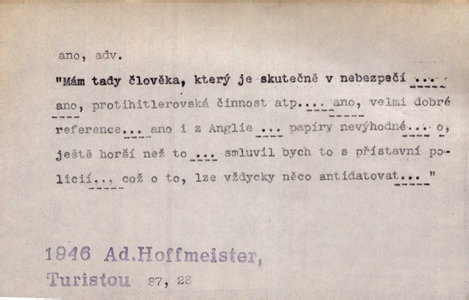 ano, adv.
"Mám tady člověka, který je skutečně v nebezpečí ...
ano, protihitlerovská činnost atp.... ano, velmi dobré
reference... ano i z Anglie ... papíry nevýhodné... o,
ještě horší než to ... smluvil bych to s přístavní po-
licií... což o to, lze vždycky něco antidatovat..."
1946 Ad.Hoffmeister,
Turistou 87, 28